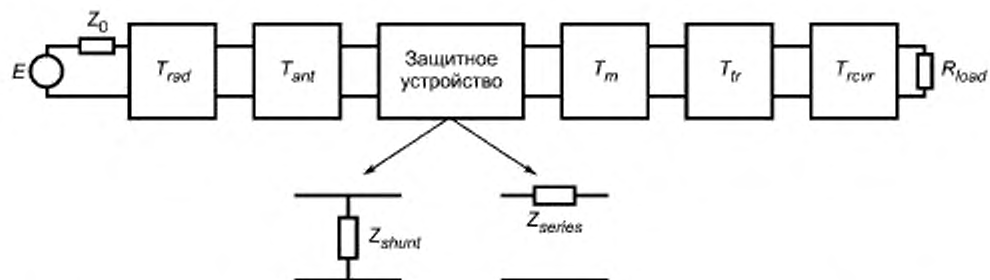 Z0
E
Trad
Tant
Защитное
устройство
Tm
Ttr
Trcvr
Rload
Zshunt
Zseries